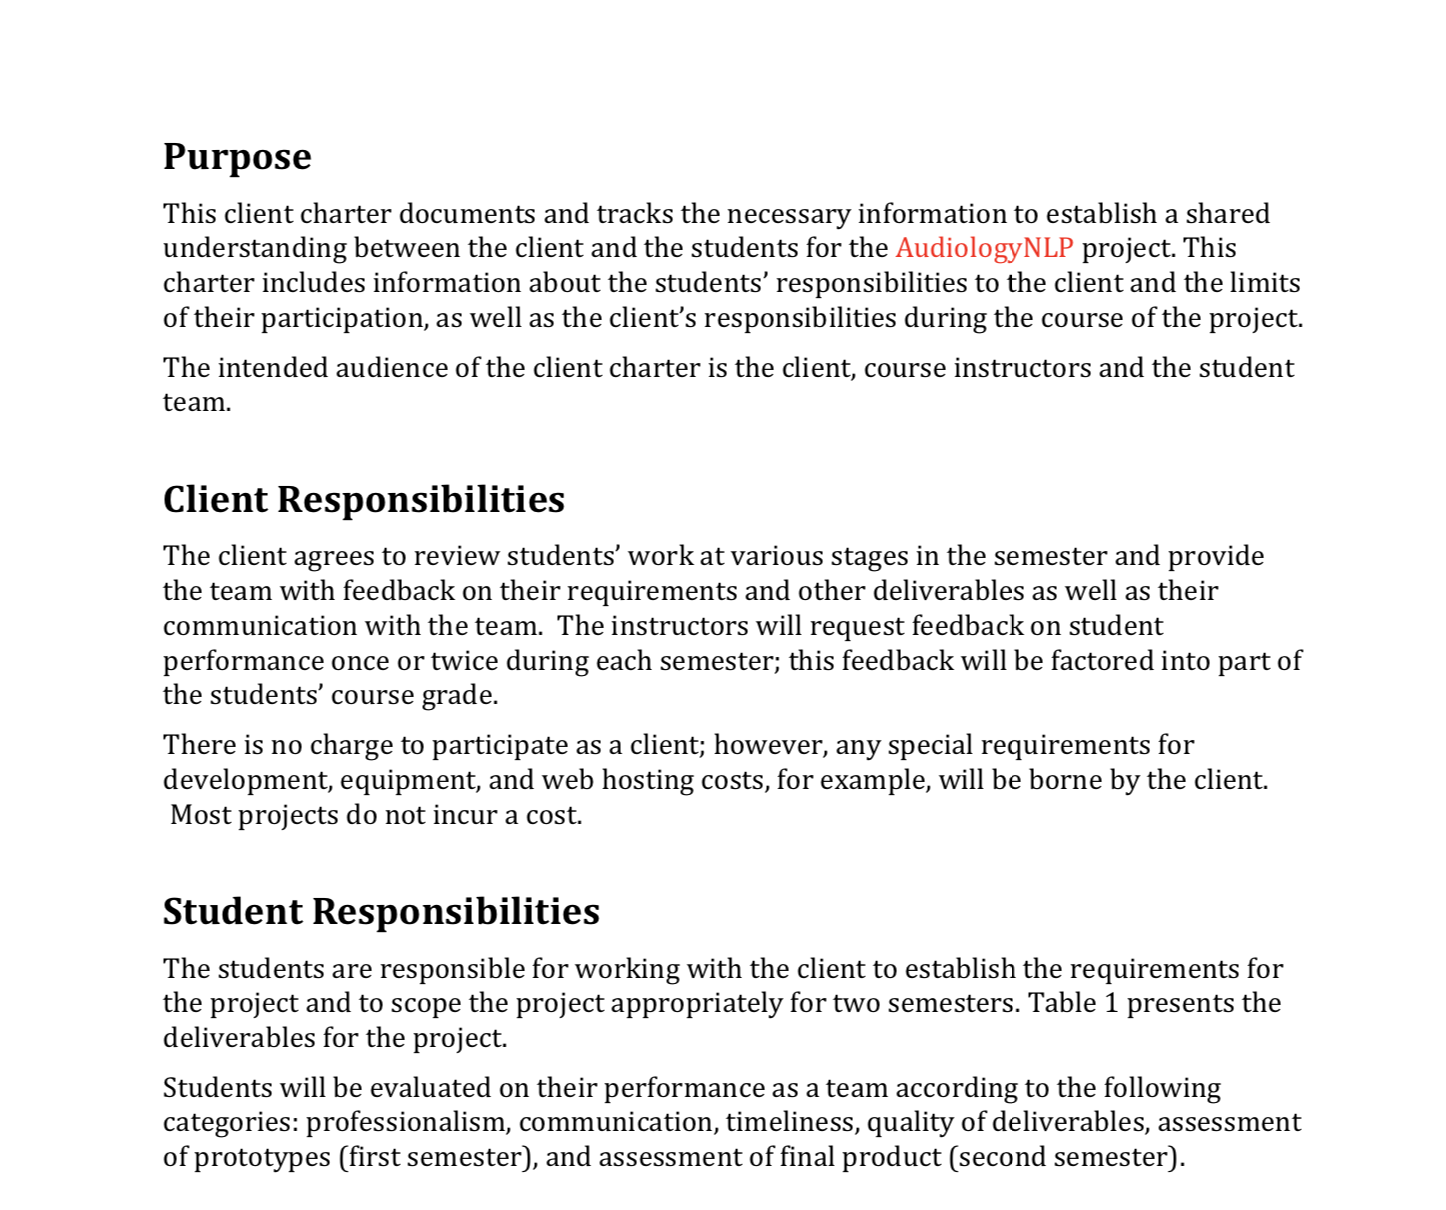 Purpose
This client charter documents and tracks the necessary information to establish a shared
understanding between the client and the students for the AudiologyNLP project. This
charter includes information about the students’ responsibilities to the client and the limits
of their participation, as well as the client’s responsibilities during the course of the project.
The intended audience of the client charter is the client, course instructors and the student
team.
Client Responsibilities
The client agrees to review students’ work at various stages in the semester and provide
the team with feedback on their requirements and other deliverables as well as their
communication with the team.  The instructors will request feedback on student
performance once or twice during each semester; this feedback will be factored into part of
the students’ course grade.
There is no charge to participate as a client; however, any special requirements for
development, equipment, and web hosting costs, for example, will be borne by the client.
 Most projects do not incur a cost.
Student Responsibilities
The students are responsible for working with the client to establish the requirements for
the project and to scope the project appropriately for two semesters. Table 1 presents the
deliverables for the project.
Students will be evaluated on their performance as a team according to the following
categories: professionalism, communication, timeliness, quality of deliverables, assessment
of prototypes (first semester), and assessment of final product (second semester).